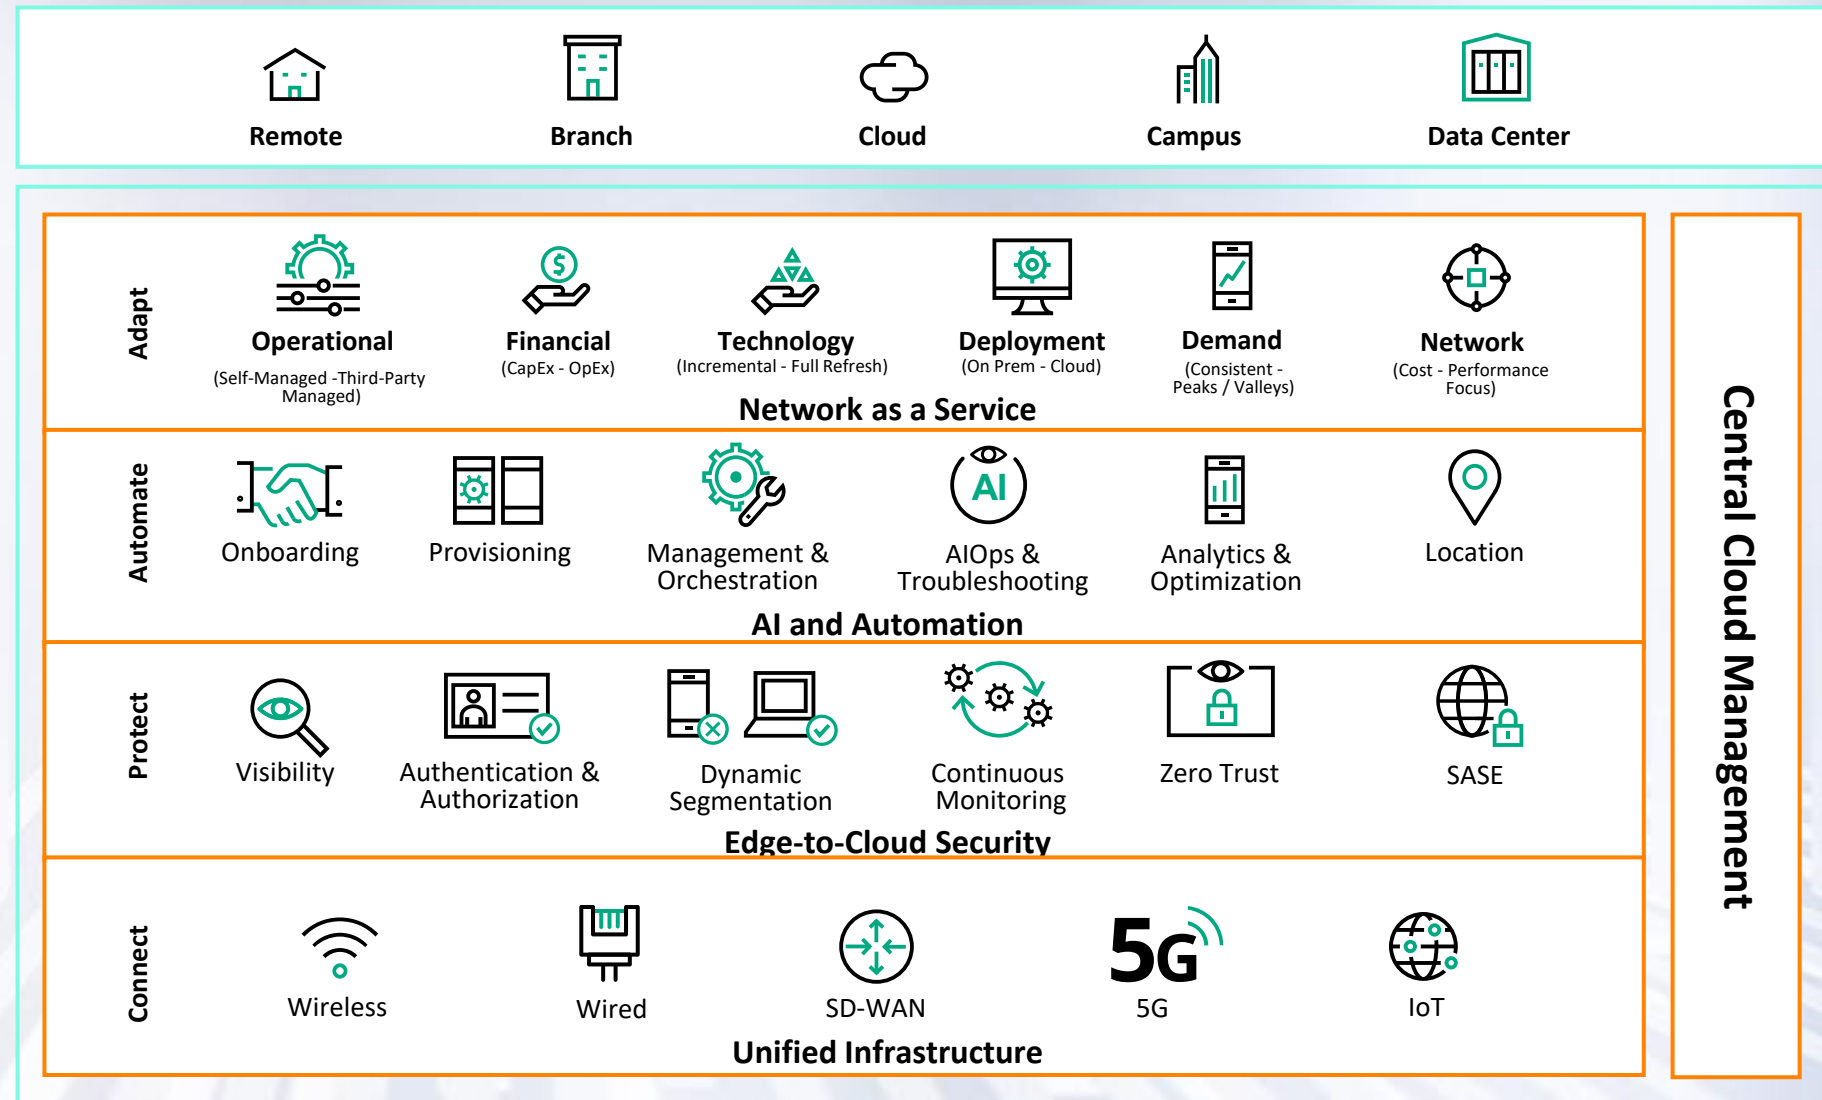 Remote
Branch
Cloud
Campus
Data Center
Adapt
Operational
(Self-Managed -Third-Party
Managed)
Financial
(CapEx - OpEx)
Technology
(Incremental - Full Refresh)
Deployment
(On Prem - Cloud)
Demand
(Consistent -
Peaks / Valleys)
Network
(Cost - Performance
Focus)
Network as a Service
Automate
Onboarding
Provisioning
Management &
Orchestration
AI
AIOps &
Troubleshooting
Analytics &
Optimization
Location
AI and Automation
Protect
Visibility
Authentication &
Authorization
Dynamic
Segmentation
Continuous
Monitoring
Zero Trust
SASE
Edge-to-Cloud Security
Connect
Wireless
Wired
SD-WAN
5G
5G
IoT
Unified Infrastructure
Central Cloud Management